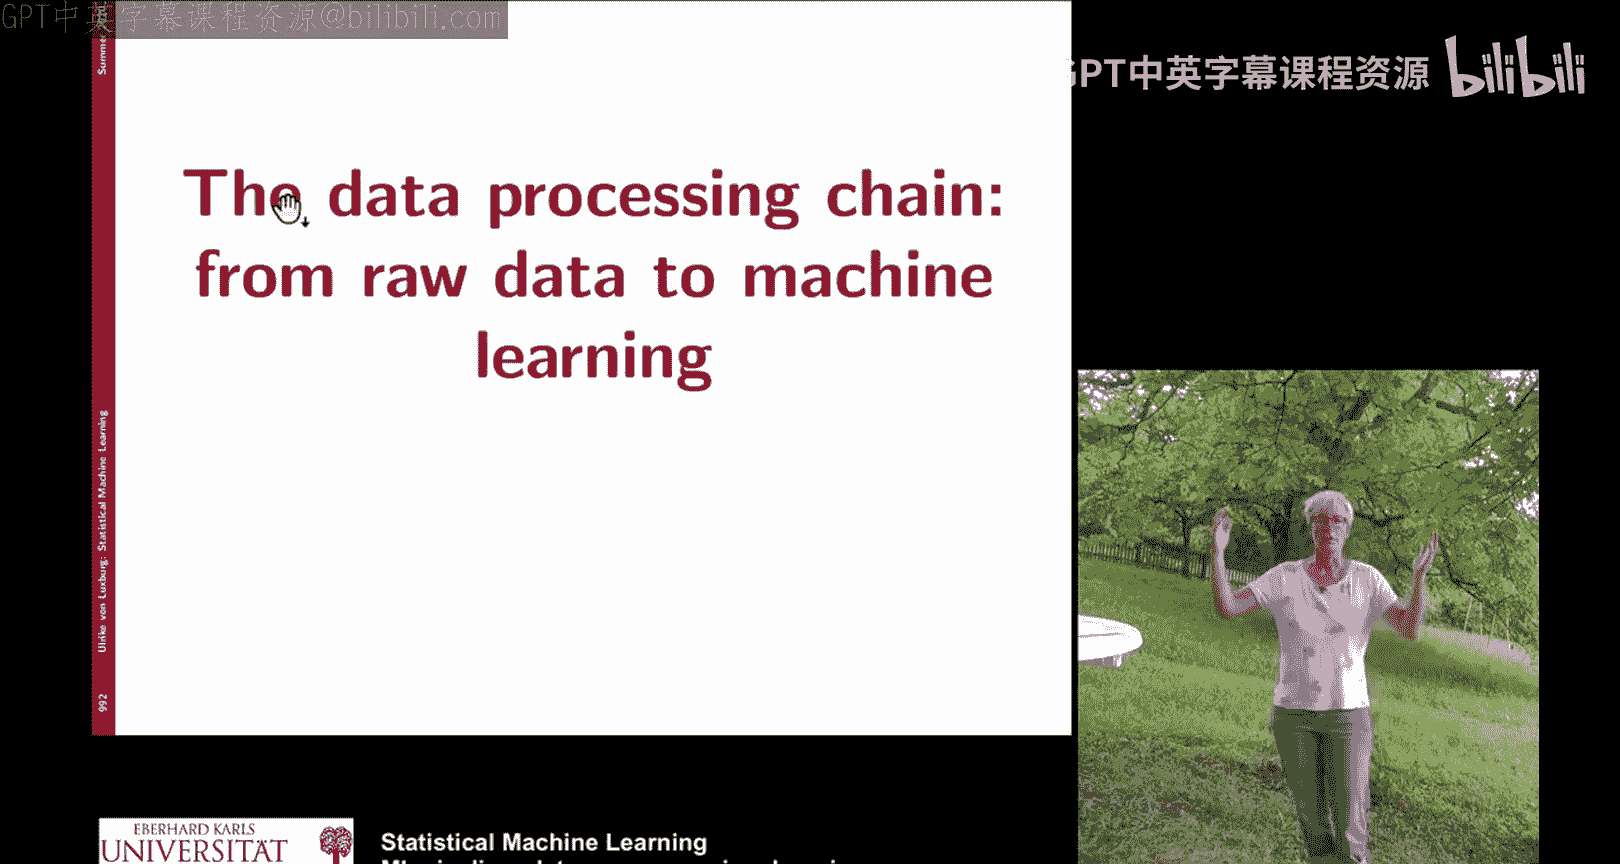 GPT中英字幕课程资源@bilibili.com
GPT中英字幕课程资源 bilibili
The data processing chain:
from raw data to machine
learning
Summer
Ulrike von Luxburg: Statistical Machine Learning
992
EBERHARD KARLS
UNIVERSITÄT
Statistical Machine Learning